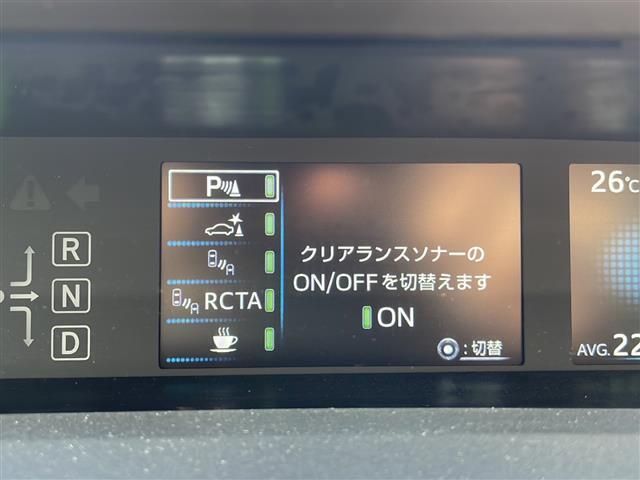 P
RCTA
クリアランスソナーの
ON/OFFを切替えます
ON
:切替
R
N
D
26℃
AVG. 22